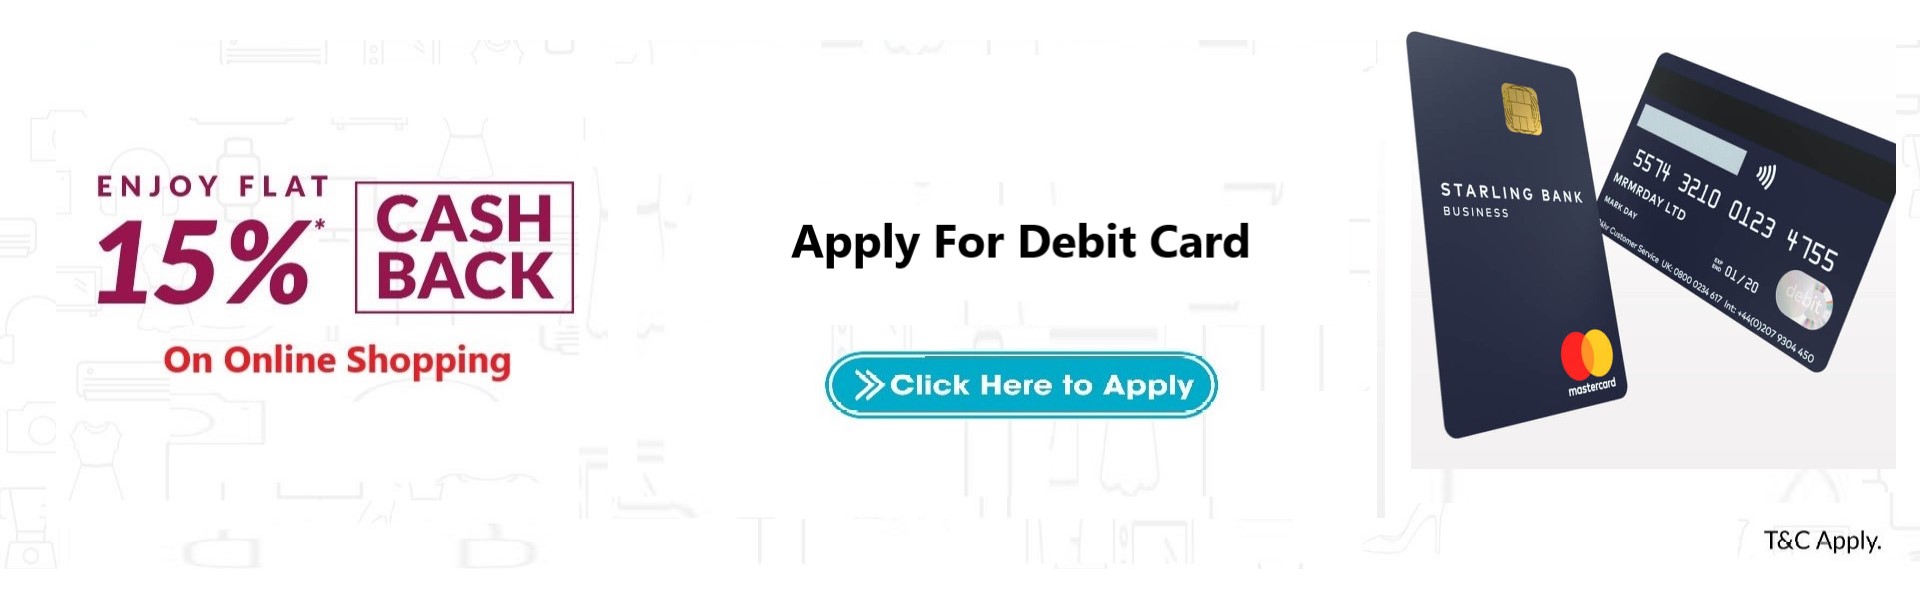 ENJOY FLAT
15%*
CASH
BACK
On Online Shopping
Apply For Debit Card
Click Here to Apply
STARLING BANK
BUSINESS
mastercard
5574 3210 0123 4755
MRMRDAY LTD
MARK DAY
24hr Customer Service UK: 0800 0234 617 Int: +44(0)207 9304 450
EXP
END 01/20
debit
T&C Apply.